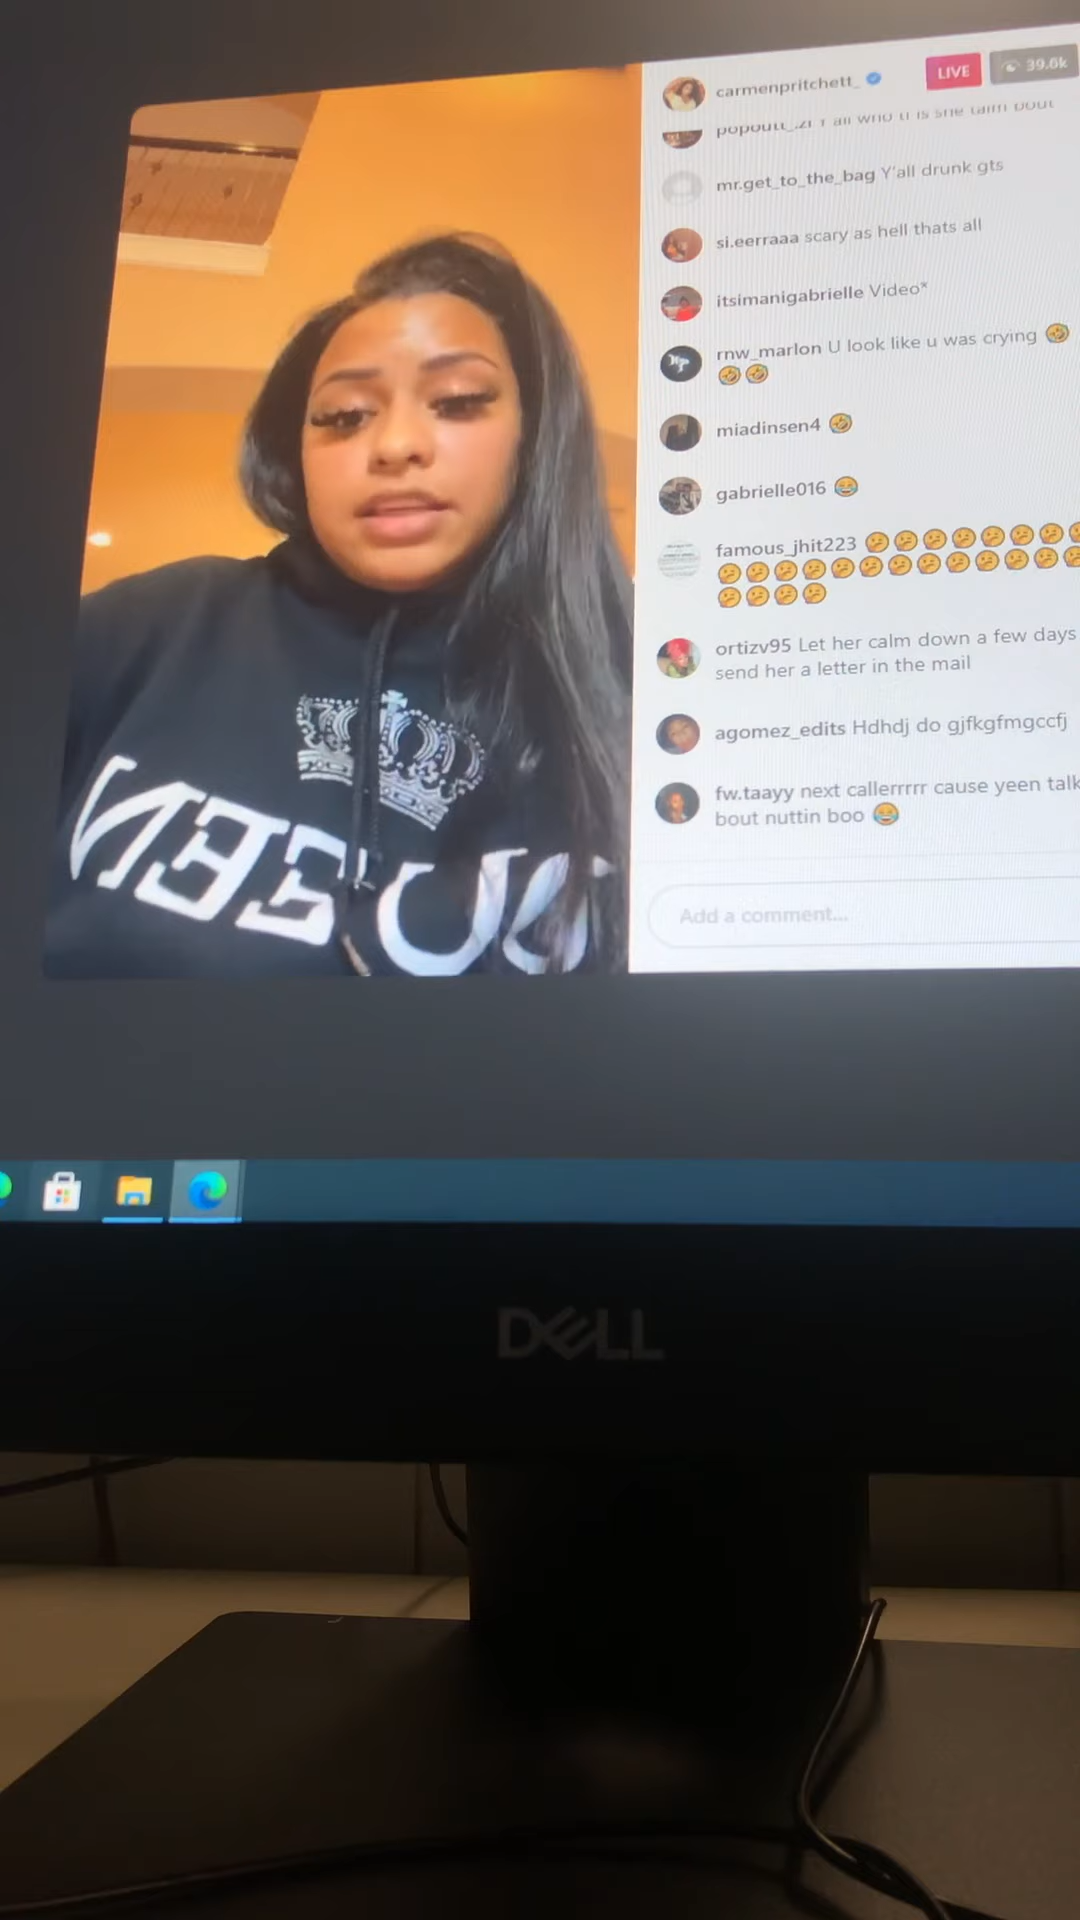 carmenpritchett_
LIVE
39.6k
mr.get_to_the_bag Y'all drunk gts
si.eerraaa scary as hell thats all
itsimanigabrielle Video*
rnw_marlon U look like u was crying 🤣
🤣🤣
miadinsen4 🤣
gabrielle016 😂
famous_jhit223 🤔🤔🤔🤔🤔🤔🤔🤔
🤔🤔🤔🤔🤔🤔🤔🤔🤔🤔🤔🤔🤔
🤔🤔🤔🤔
ortizv95 Let her calm down a few days
send her a letter in the mail
agomez_edits Hdhdj do gjfkgfmgccfj
fw.taayy next callerrrrr cause yeen talk
bout nuttin boo 😂
Add a comment...
DELL